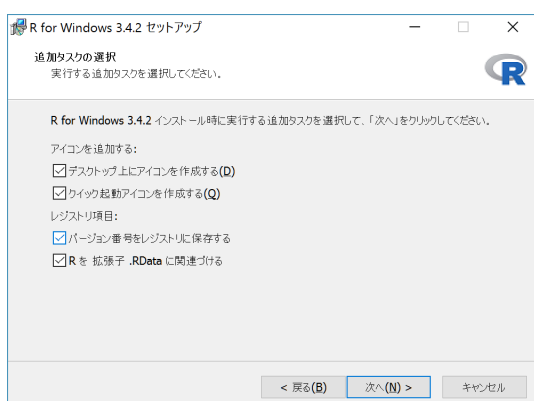 R for Windows 3.4.2 セットアップ
追加タスクの選択
実行する追加タスクを選択してください。
R
R for Windows 3.4.2 インストール時に実行する追加タスクを選択して、「次へ」をクリックしてください。
アイコンを追加する:
デスクトップ上にアイコンを作成する(D)
クイック起動アイコンを作成する(Q)
レジストリ項目:
バージョン番号をレジストリに保存する
R を 拡張子 .RData に関連づける
< 戻る(B) 次へ(N) > キャンセル